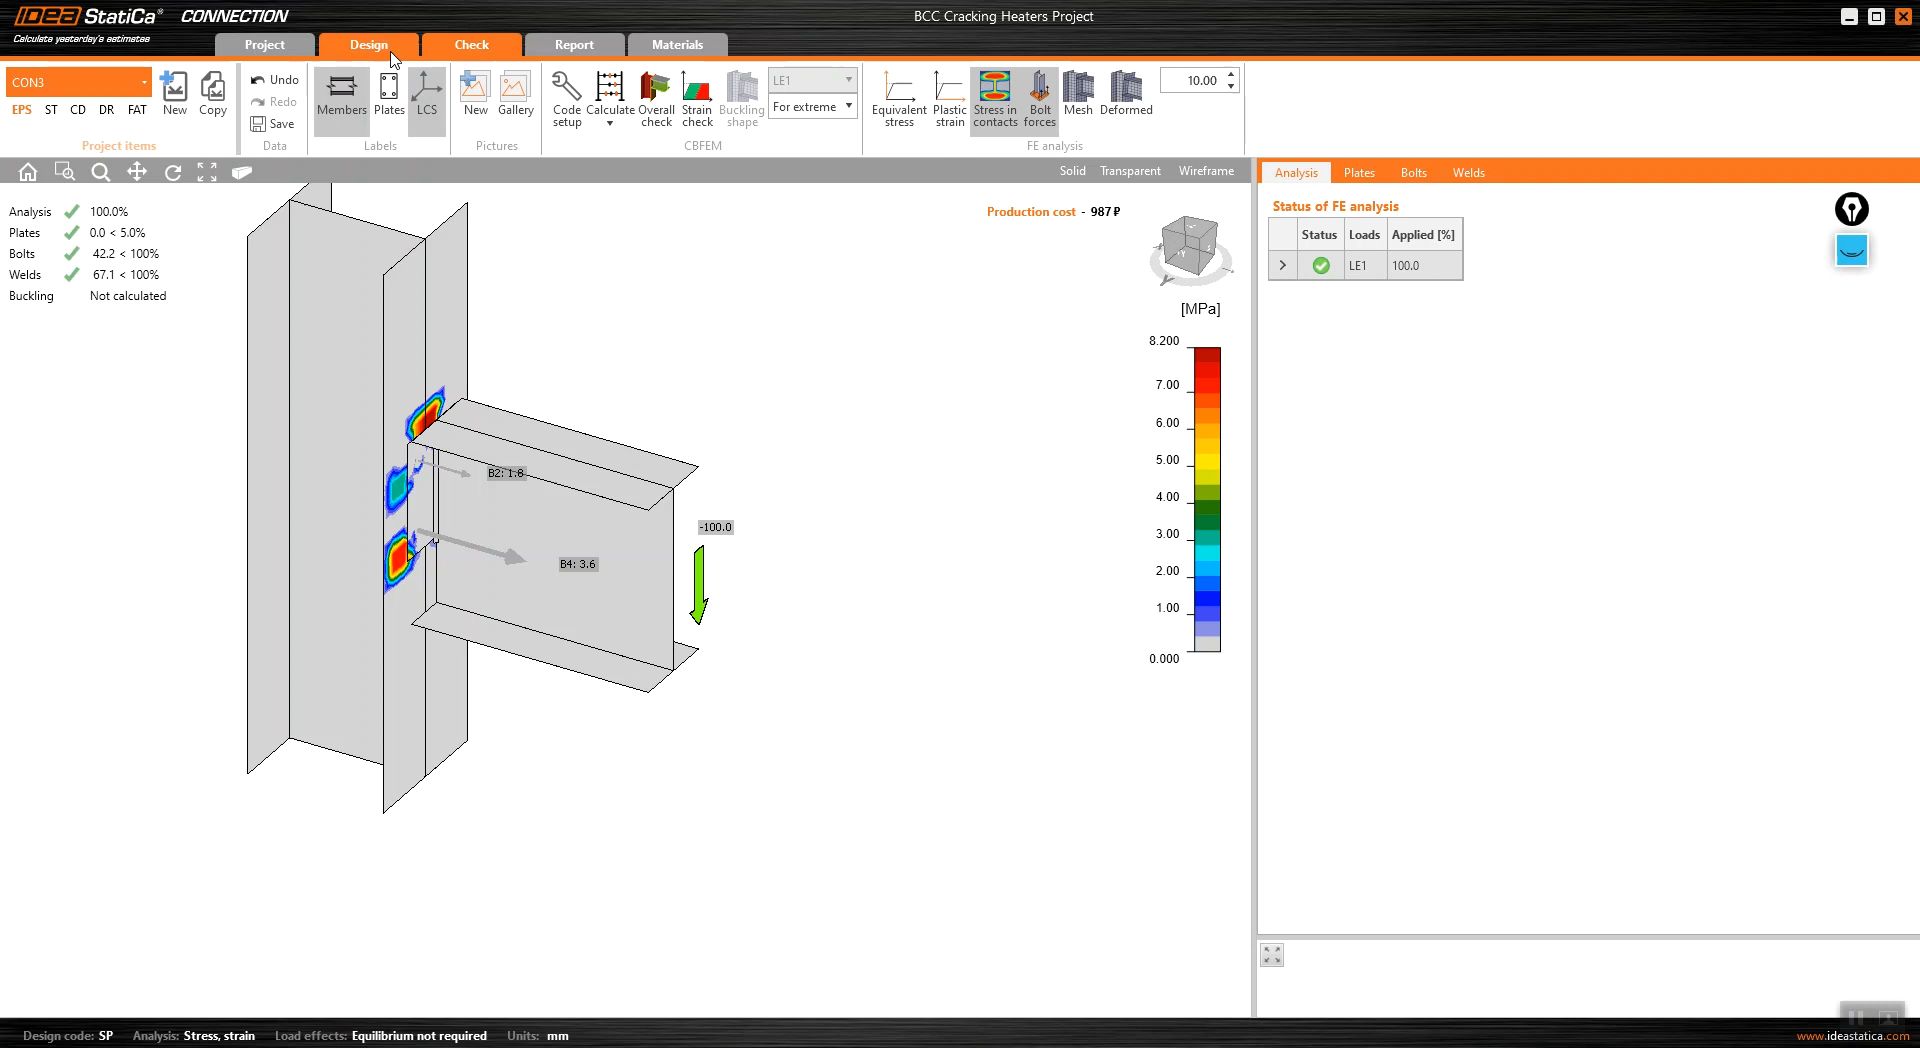 IDEA StatiCa® CONNECTION
Calculate yesterday's estimates
BCC Cracking Heaters Project
Project
Design
Check
Report
Materials
CON3
EPS ST CD DR FAT
New
Copy
Project items
Undo
Redo
Save
Data
Members
Plates
LCS
Labels
New
Gallery
Pictures
Code setup
Calculate
Overall check
Strain check
Buckling shape
LE1
For extreme
CBFEM
Equivalent stress
Plastic strain
Stress in contacts
Bolt forces
Mesh
Deformed
10.00
FE analysis
Solid Transparent Wireframe
Analysis 100.0%
Plates 0.0 < 5.0%
Bolts 42.2 < 100%
Welds 67.1 < 100%
Buckling Not calculated
Production cost - 987 ₽
[MPa]
8.200
7.00
6.00
5.00
4.00
3.00
2.00
1.00
0.000
B2: 1.8
B4: 3.6
-100.0
Analysis Plates Bolts Welds
Status of FE analysis
Status Loads Applied [%]
LE1 100.0
Design code: SP Analysis: Stress, strain Load effects: Equilibrium not required Units: mm
www.ideastatica.com